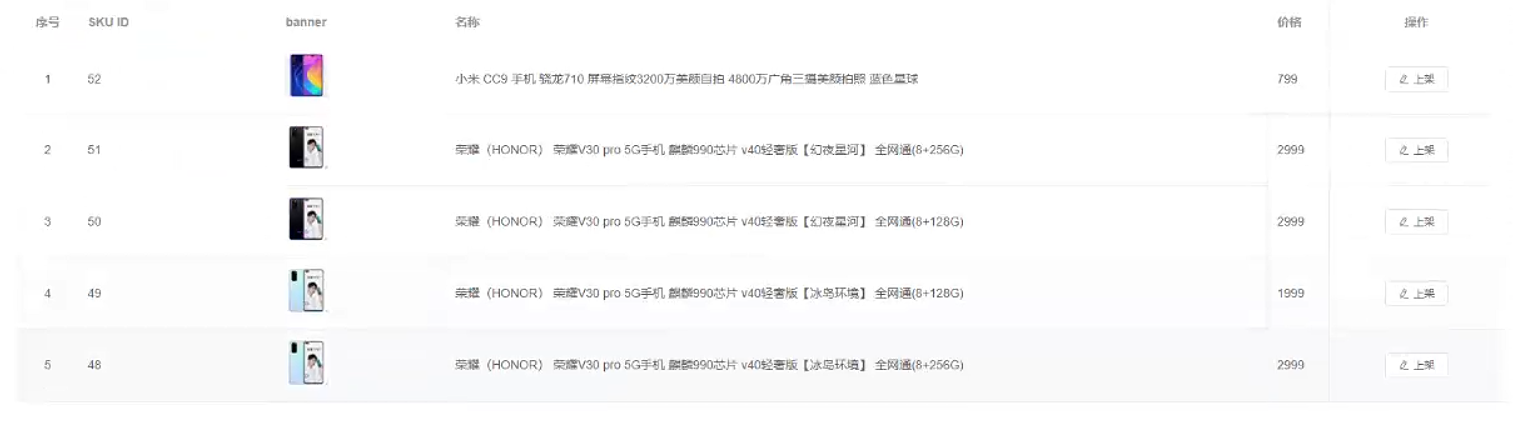 序号 SKU ID banner 名称 价格 操作
1 52 小米 CC9 手机 骁龙710 屏幕指纹3200万美颜自拍 4800万广角三摄美颜拍照 蓝色星球 799 上架
2 51 荣耀（HONOR） 荣耀V30 pro 5G手机 麒麟990芯片 v40轻奢版【幻夜星河】 全网通(8+256G) 2999 上架
3 50 荣耀（HONOR） 荣耀V30 pro 5G手机 麒麟990芯片 v40轻奢版【幻夜星河】 全网通(8+128G) 2999 上架
4 49 荣耀（HONOR） 荣耀V30 pro 5G手机 麒麟990芯片 v40轻奢版【冰岛环境】 全网通(8+128G) 1999 上架
5 48 荣耀（HONOR） 荣耀V30 pro 5G手机 麒麟990芯片 v40轻奢版【冰岛环境】 全网通(8+256G) 2999 上架